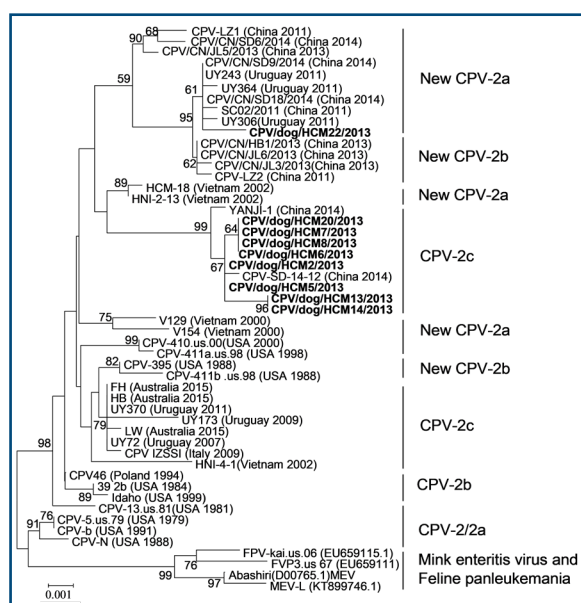 68
CPV-LZ1 (China 2011)
90
CPV/CN/SD6/2014 (China 2014)
CPV/CN/JL5/2013 (China 2013)
CPV/CN/SD9/2014 (China 2014)
59
UY243 (Uruguay 2011)
New CPV-2a
61
UY364 (Uruguay 2011)
CPV/CN/SD18/2014 (China 2014)
SC02/2011 (China 2011)
95
UY306(Uruguay 2011)
CPV/dog/HCM22/2013
CPV/CN/HB1/2013 (China 2013)
CPV/CN/JL6/2013 (China 2013)
New CPV-2b
62
CPV/CN/JL3/2013(China 2013)
CPV-LZ2 (China 2011)
89
HCM-18 (Vietnam 2002)
New CPV-2a
HNI-2-13 (Vietnam 2002)
YANJI-1 (China 2014)
99
CPV/dog/HCM20/2013
64
CPV/dog/HCM7/2013
CPV/dog/HCM8/2013
CPV/dog/HCM6/2013
CPV-2c
67
CPV/dog/HCM2/2013
CPV-SD-14-12 (China 2014)
CPV/dog/HCM5/2013
CPV/dog/HCM13/2013
96
CPV/dog/HCM14/2013
75
V129 (Vietnam 2000)
V154 (Vietnam 2000)
New CPV-2a
99
CPV-410.us.00(USA 2000)
CPV-411a.us.98 (USA 1998)
82
CPV-395 (USA 1988)
New CPV-2b
CPV-411b .us.98 (USA 1988)
FH (Australia 2015)
HB (Australia 2015)
UY370 (Uruguay 2011)
UY173 (Uruguay 2009)
CPV-2c
79
LW (Australia 2015)
UY72 (Uruguay 2007)
CPV IZSSI (Italy 2009)
98
HNI-4-1(Vietnam 2002)
CPV46 (Poland 1994)
39 2b (USA 1984)
CPV-2b
89
Idaho (USA 1999)
CPV-13.us.81(USA 1981)
76
CPV-5.us.79 (USA 1979)
91
CPV-b (USA 1991)
CPV-2/2a
CPV-N (USA 1988)
FPV-kai.us.06 (EU659115.1)
76
FVP3.us 67 (EU659111)
Mink enteritis virus and
99
Abashiri(D00765.1)MEV
Feline panleukemania
97
MEV-L (KT899746.1)
0.001